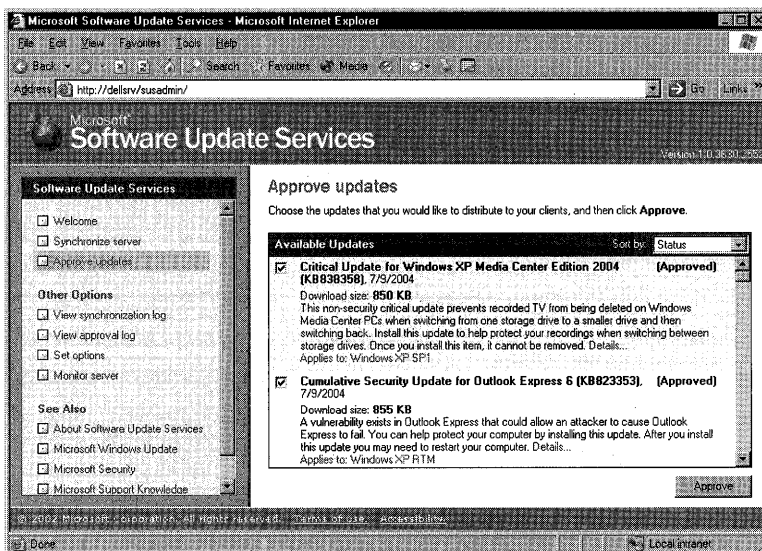 Microsoft Software Update Services - Microsoft Internet Explorer
File Edit View Favorites Tools Help
Back Search Favorites Media
Address http://dellsrv/susadmin/ Go Links »
Microsoft
Software Update Services
Software Update Services
Welcome
Synchronize server
Approve updates
Other Options
View synchronization log
View approval log
Set options
Monitor server
See Also
About Software Update Services
Microsoft Windows Update
Microsoft Security
Microsoft Support Knowledge
Approve updates
Choose the updates that you would like to distribute to your clients, and then click Approve.
Available Updates Sort by: Status
Critical Update for Windows XP Media Center Edition 2004 (Approved)
(KB838358), 7/9/2004
Download size: 850 KB
This non-security critical update prevents recorded TV from being deleted on Windows
Media Center PCs when switching from one storage drive to a smaller drive and then
switching back. Install this update to help protect your recordings when switching between
storage drives. Once you install this item, it cannot be removed. Details...
Applies to: Windows XP SP1
Cumulative Security Update for Outlook Express 6 (KB823353), (Approved)
7/9/2004
Download size: 855 KB
A vulnerability exists in Outlook Express that could allow an attacker to cause Outlook
Express to fail. You can help protect your computer by installing this update. After you install
this update you may need to restart your computer. Details...
Applies to: Windows XP RTM
Approve
© 2002 Microsoft Corporation. All rights reserved. Terms of use. Accessibility.
Done Local intranet